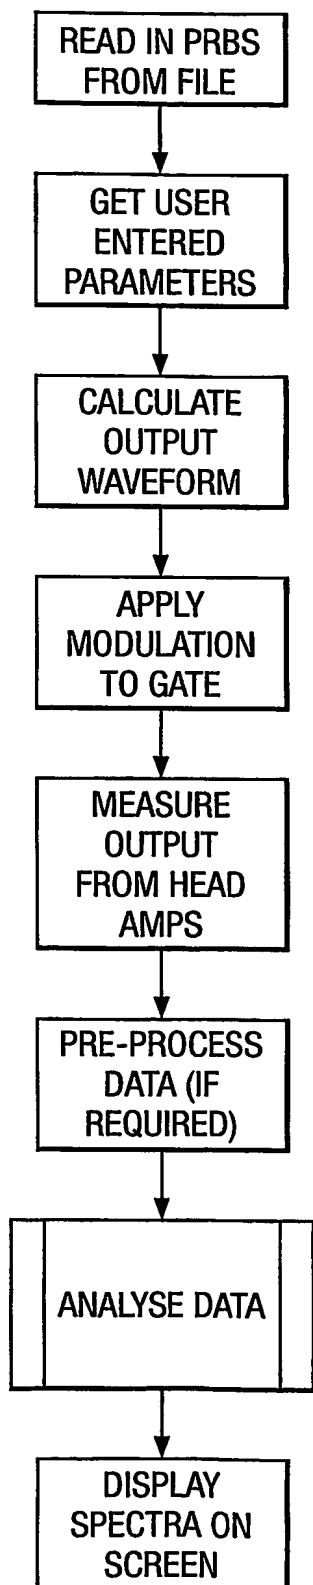 READ IN PRBS
FROM FILE
GET USER
ENTERED
PARAMETERS
CALCULATE
OUTPUT
WAVEFORM
APPLY
MODULATION
TO GATE
MEASURE
OUTPUT
FROM HEAD
AMPS
PRE-PROCESS
DATA (IF
REQUIRED)
ANALYSE DATA
DISPLAY
SPECTRA ON
SCREEN